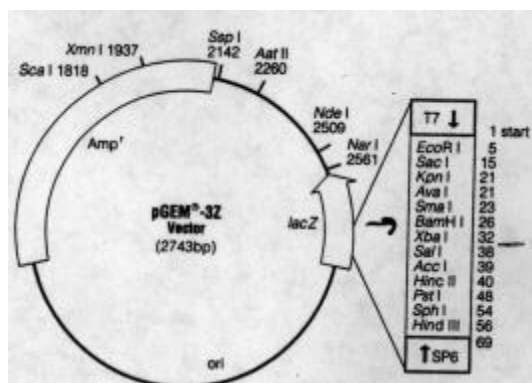 Ssp I
2142
Xmn I 1937
Aat II
2260
Sca I 1818
Nde I
2509
Nar I
2561
Amp^r
pGEM®-3Z
Vector
(2743bp)
lacZ
ori
T7 ↓
1 start
EcoR I 5
Sac I 15
Kpn I 21
Ava I 21
Sma I 23
BamH I 26
Xba I 32
Sal I 38
Acc I 39
Hinc II 40
Pst I 48
Sph I 54
Hind III 56
69
↑SP6